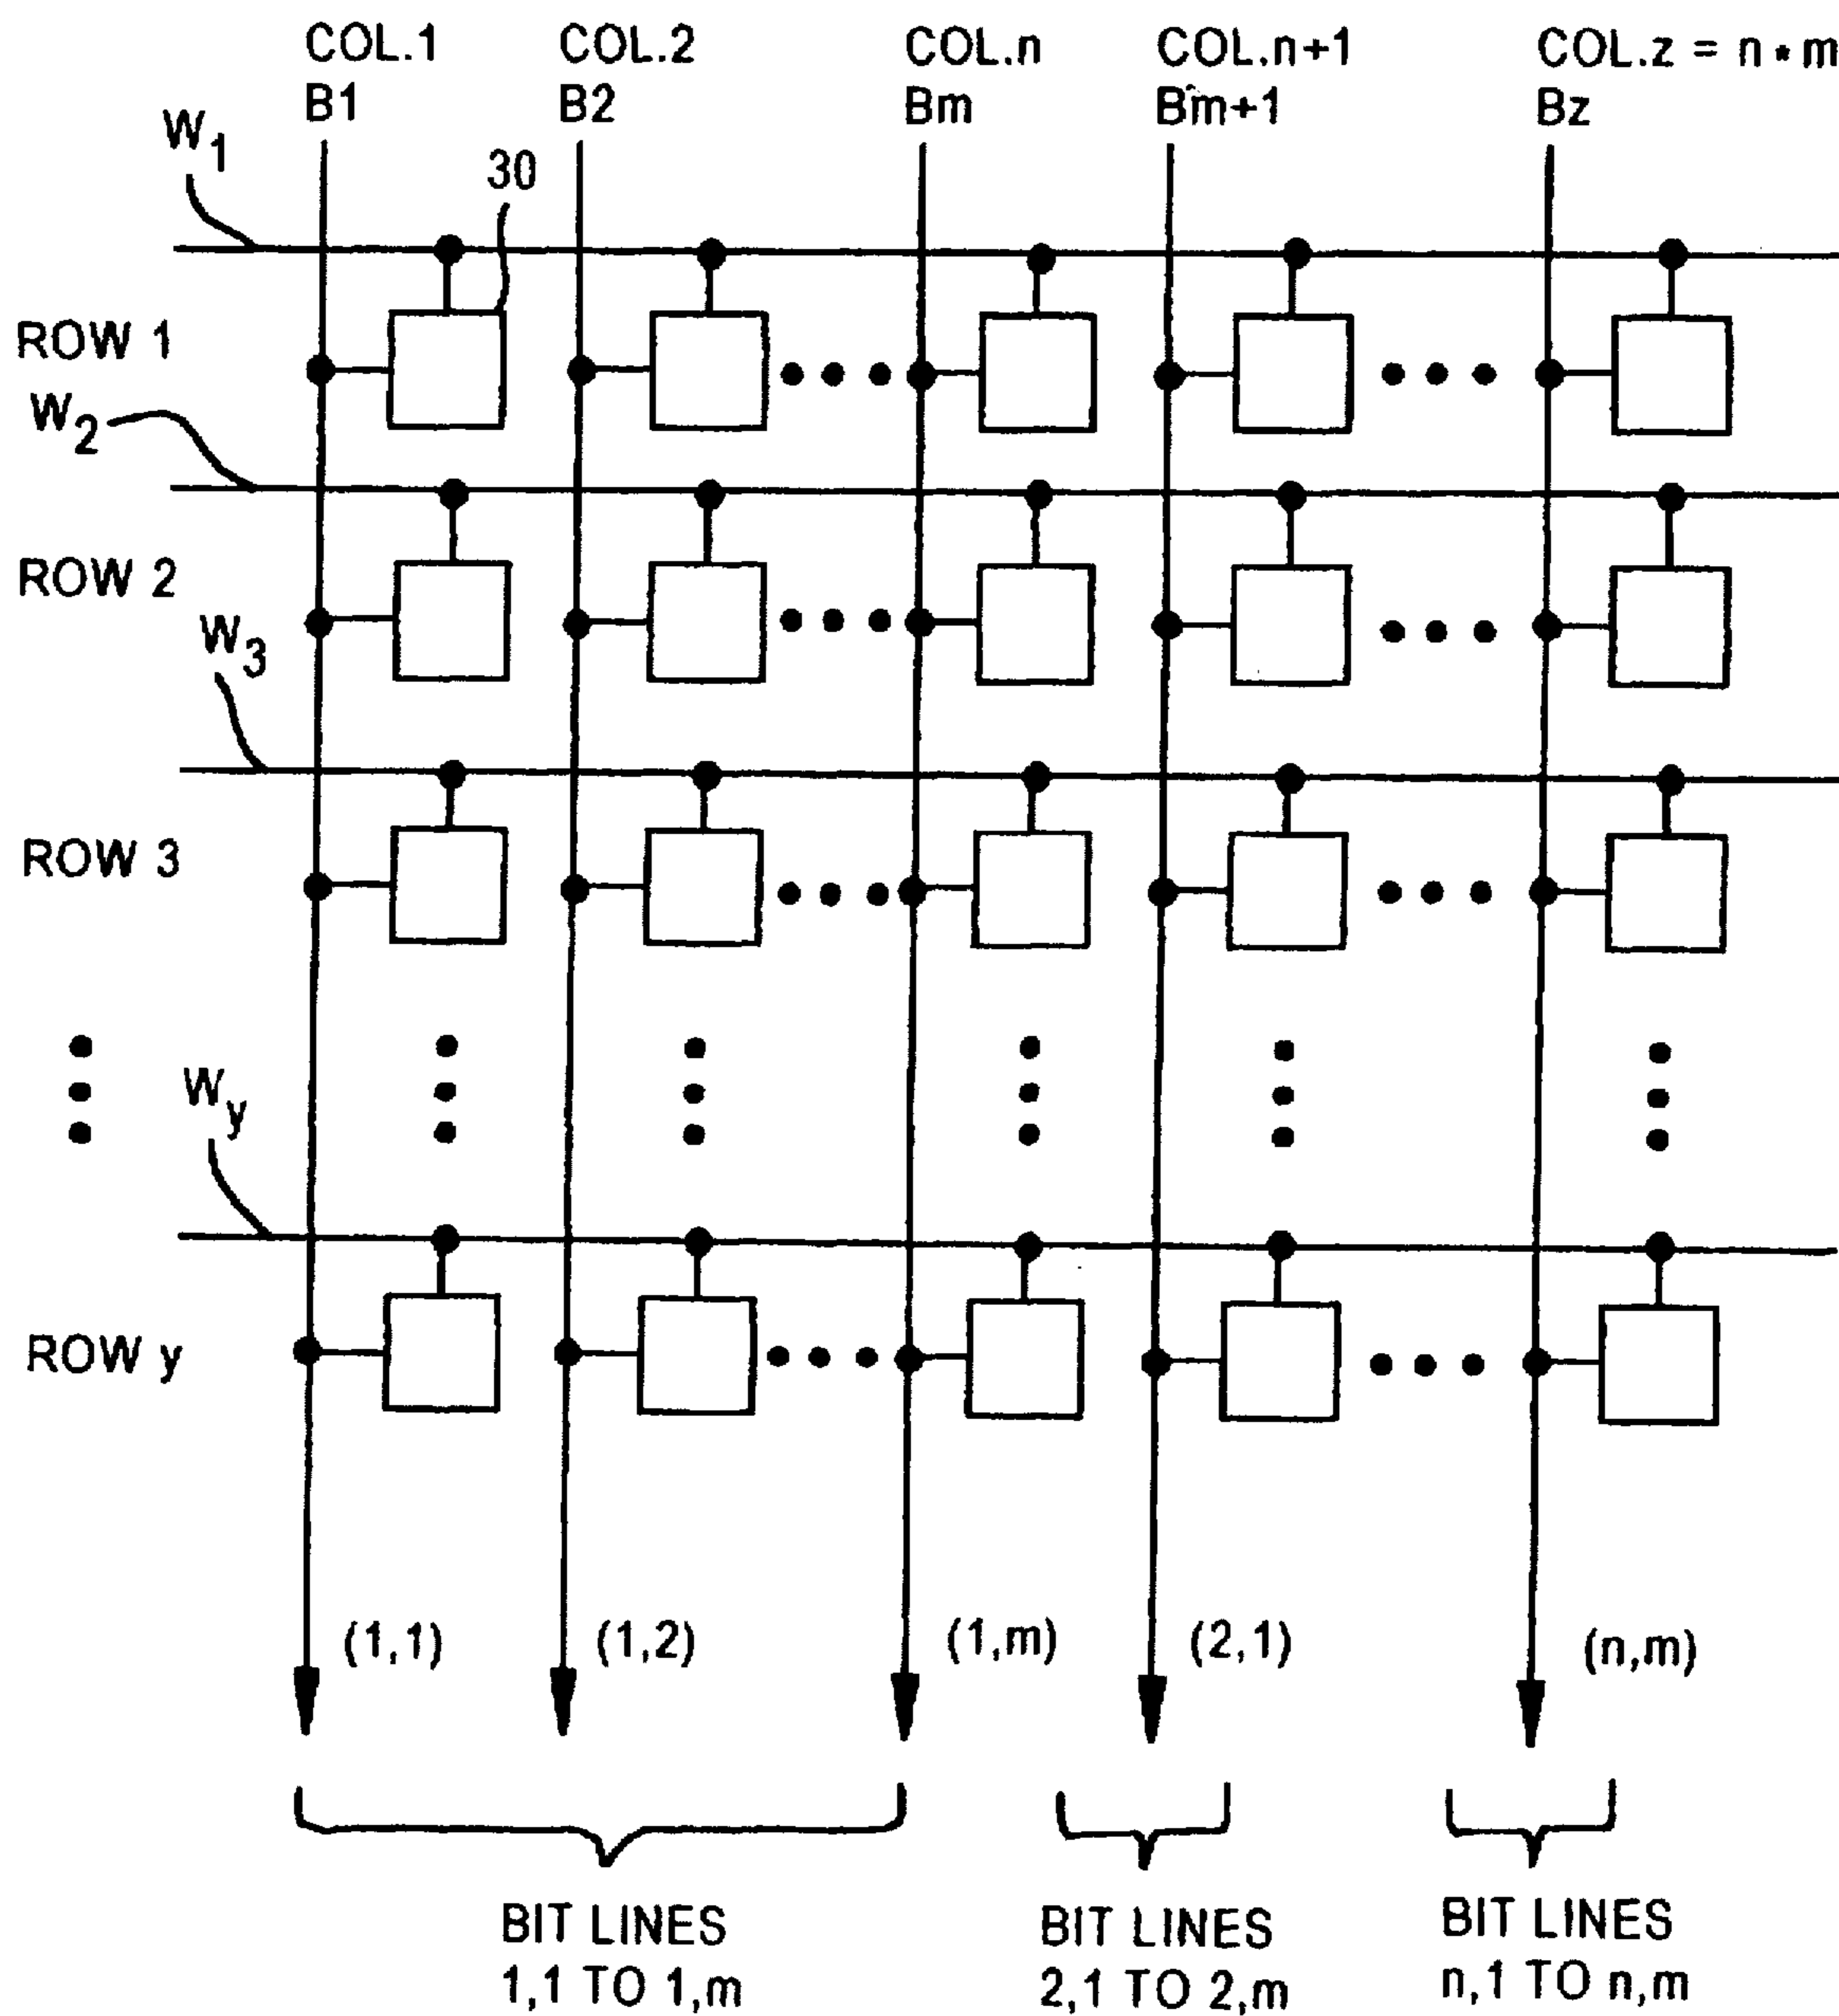 COL.1 COL.2 COL.n COL.n+1 COL.z = n * m
B1 B2 Bm Bm+1 Bz
W1
30
ROW 1
W2
ROW 2
W3
ROW 3
Wy
ROW y
(1,1) (1,2) (1,m) (2,1) (n,m)
BIT LINES BIT LINES BIT LINES
1,1 TO 1,m 2,1 TO 2,m n,1 TO n,m